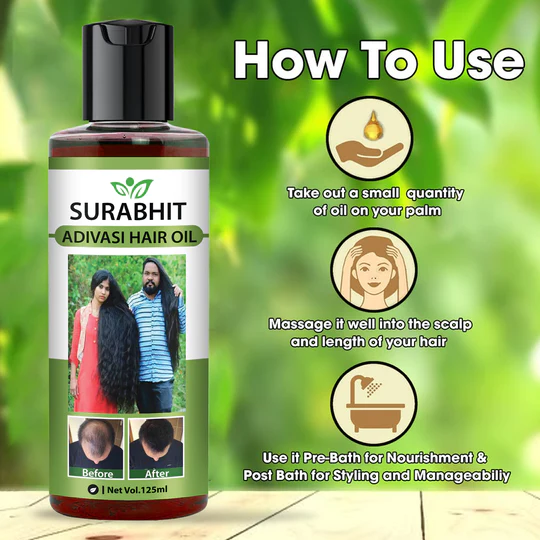 How To Use
Take out a small quantity
of oil on your palm
Massage it well into the scalp
and length of your hair
Use it Pre-Bath for Nourishment &
Post Bath for Styling and Manageabiliy
SURABHIT
ADIVASI HAIR OIL
Before
After
| Net Vol.125ml